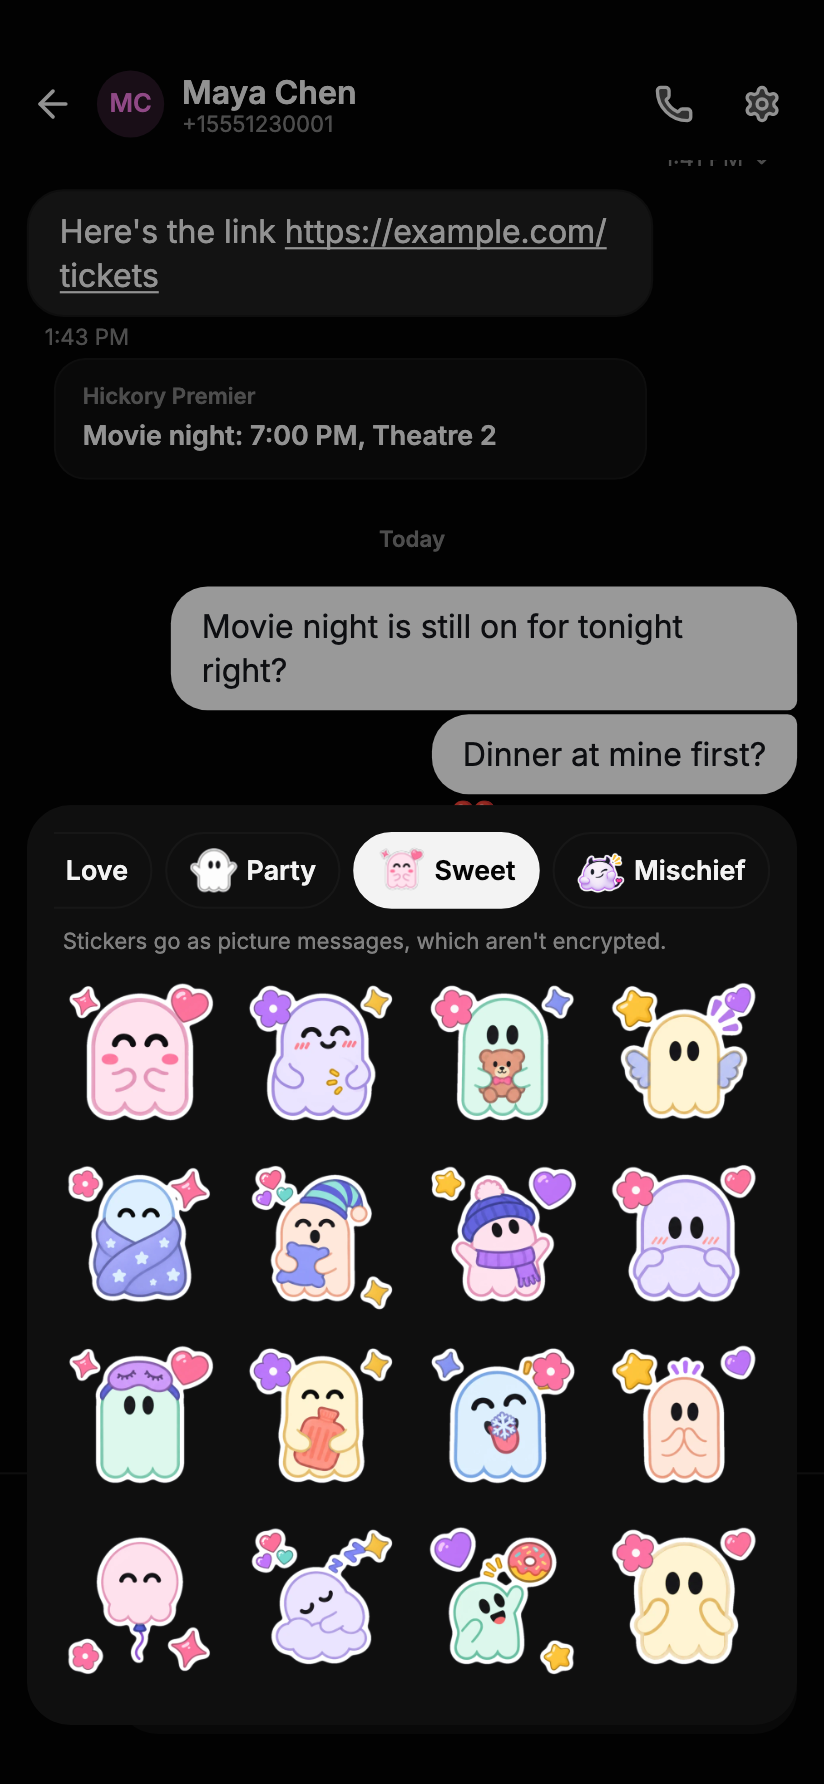 MC
Maya Chen
+15551230001
Here's the link https://example.com/
tickets
1:43 PM
Hickory Premier
Movie night: 7:00 PM, Theatre 2
Today
Movie night is still on for tonight
right?
Dinner at mine first?
Love
Party
Sweet
Mischief
Stickers go as picture messages, which aren't encrypted.